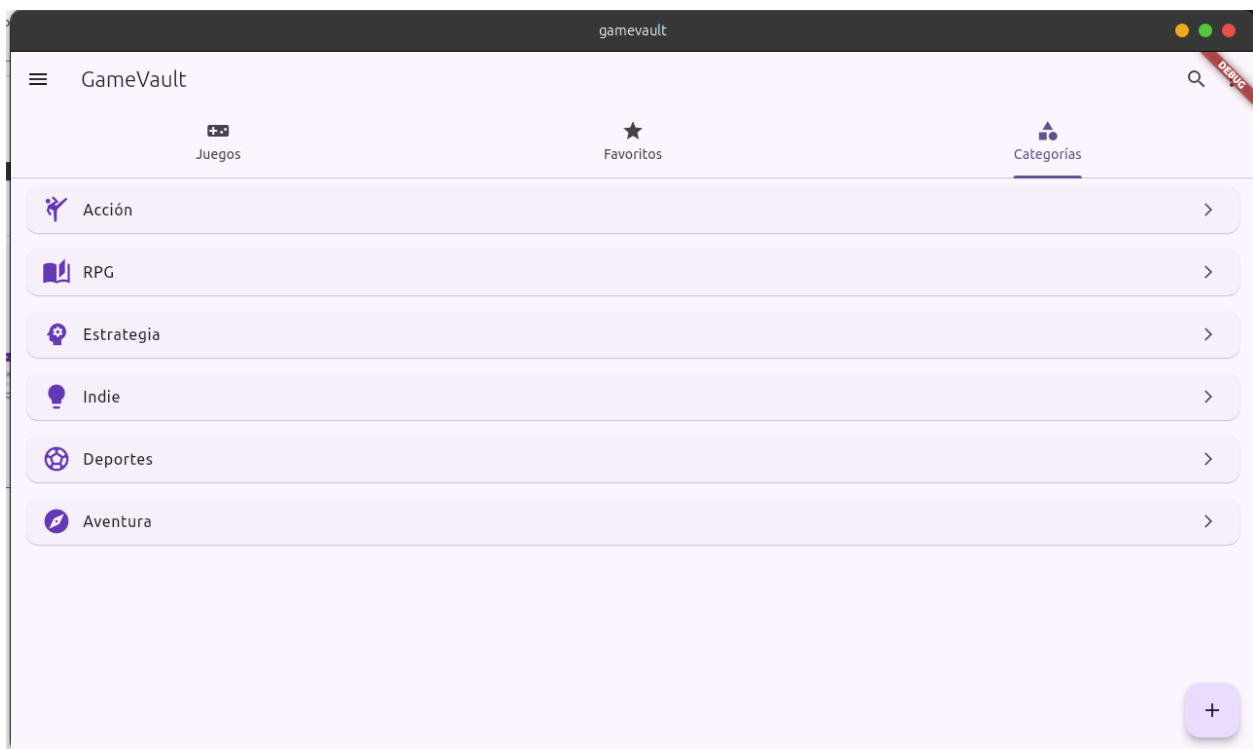 gamevault
GameVault
DEBUG
Juegos
Favoritos
Categorías
Acción
RPG
Estrategia
Indie
Deportes
Aventura
+